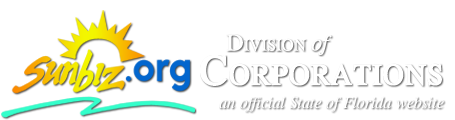 Sunbiz.org
DIVISION of
CORPORATIONS
an official State of Florida website